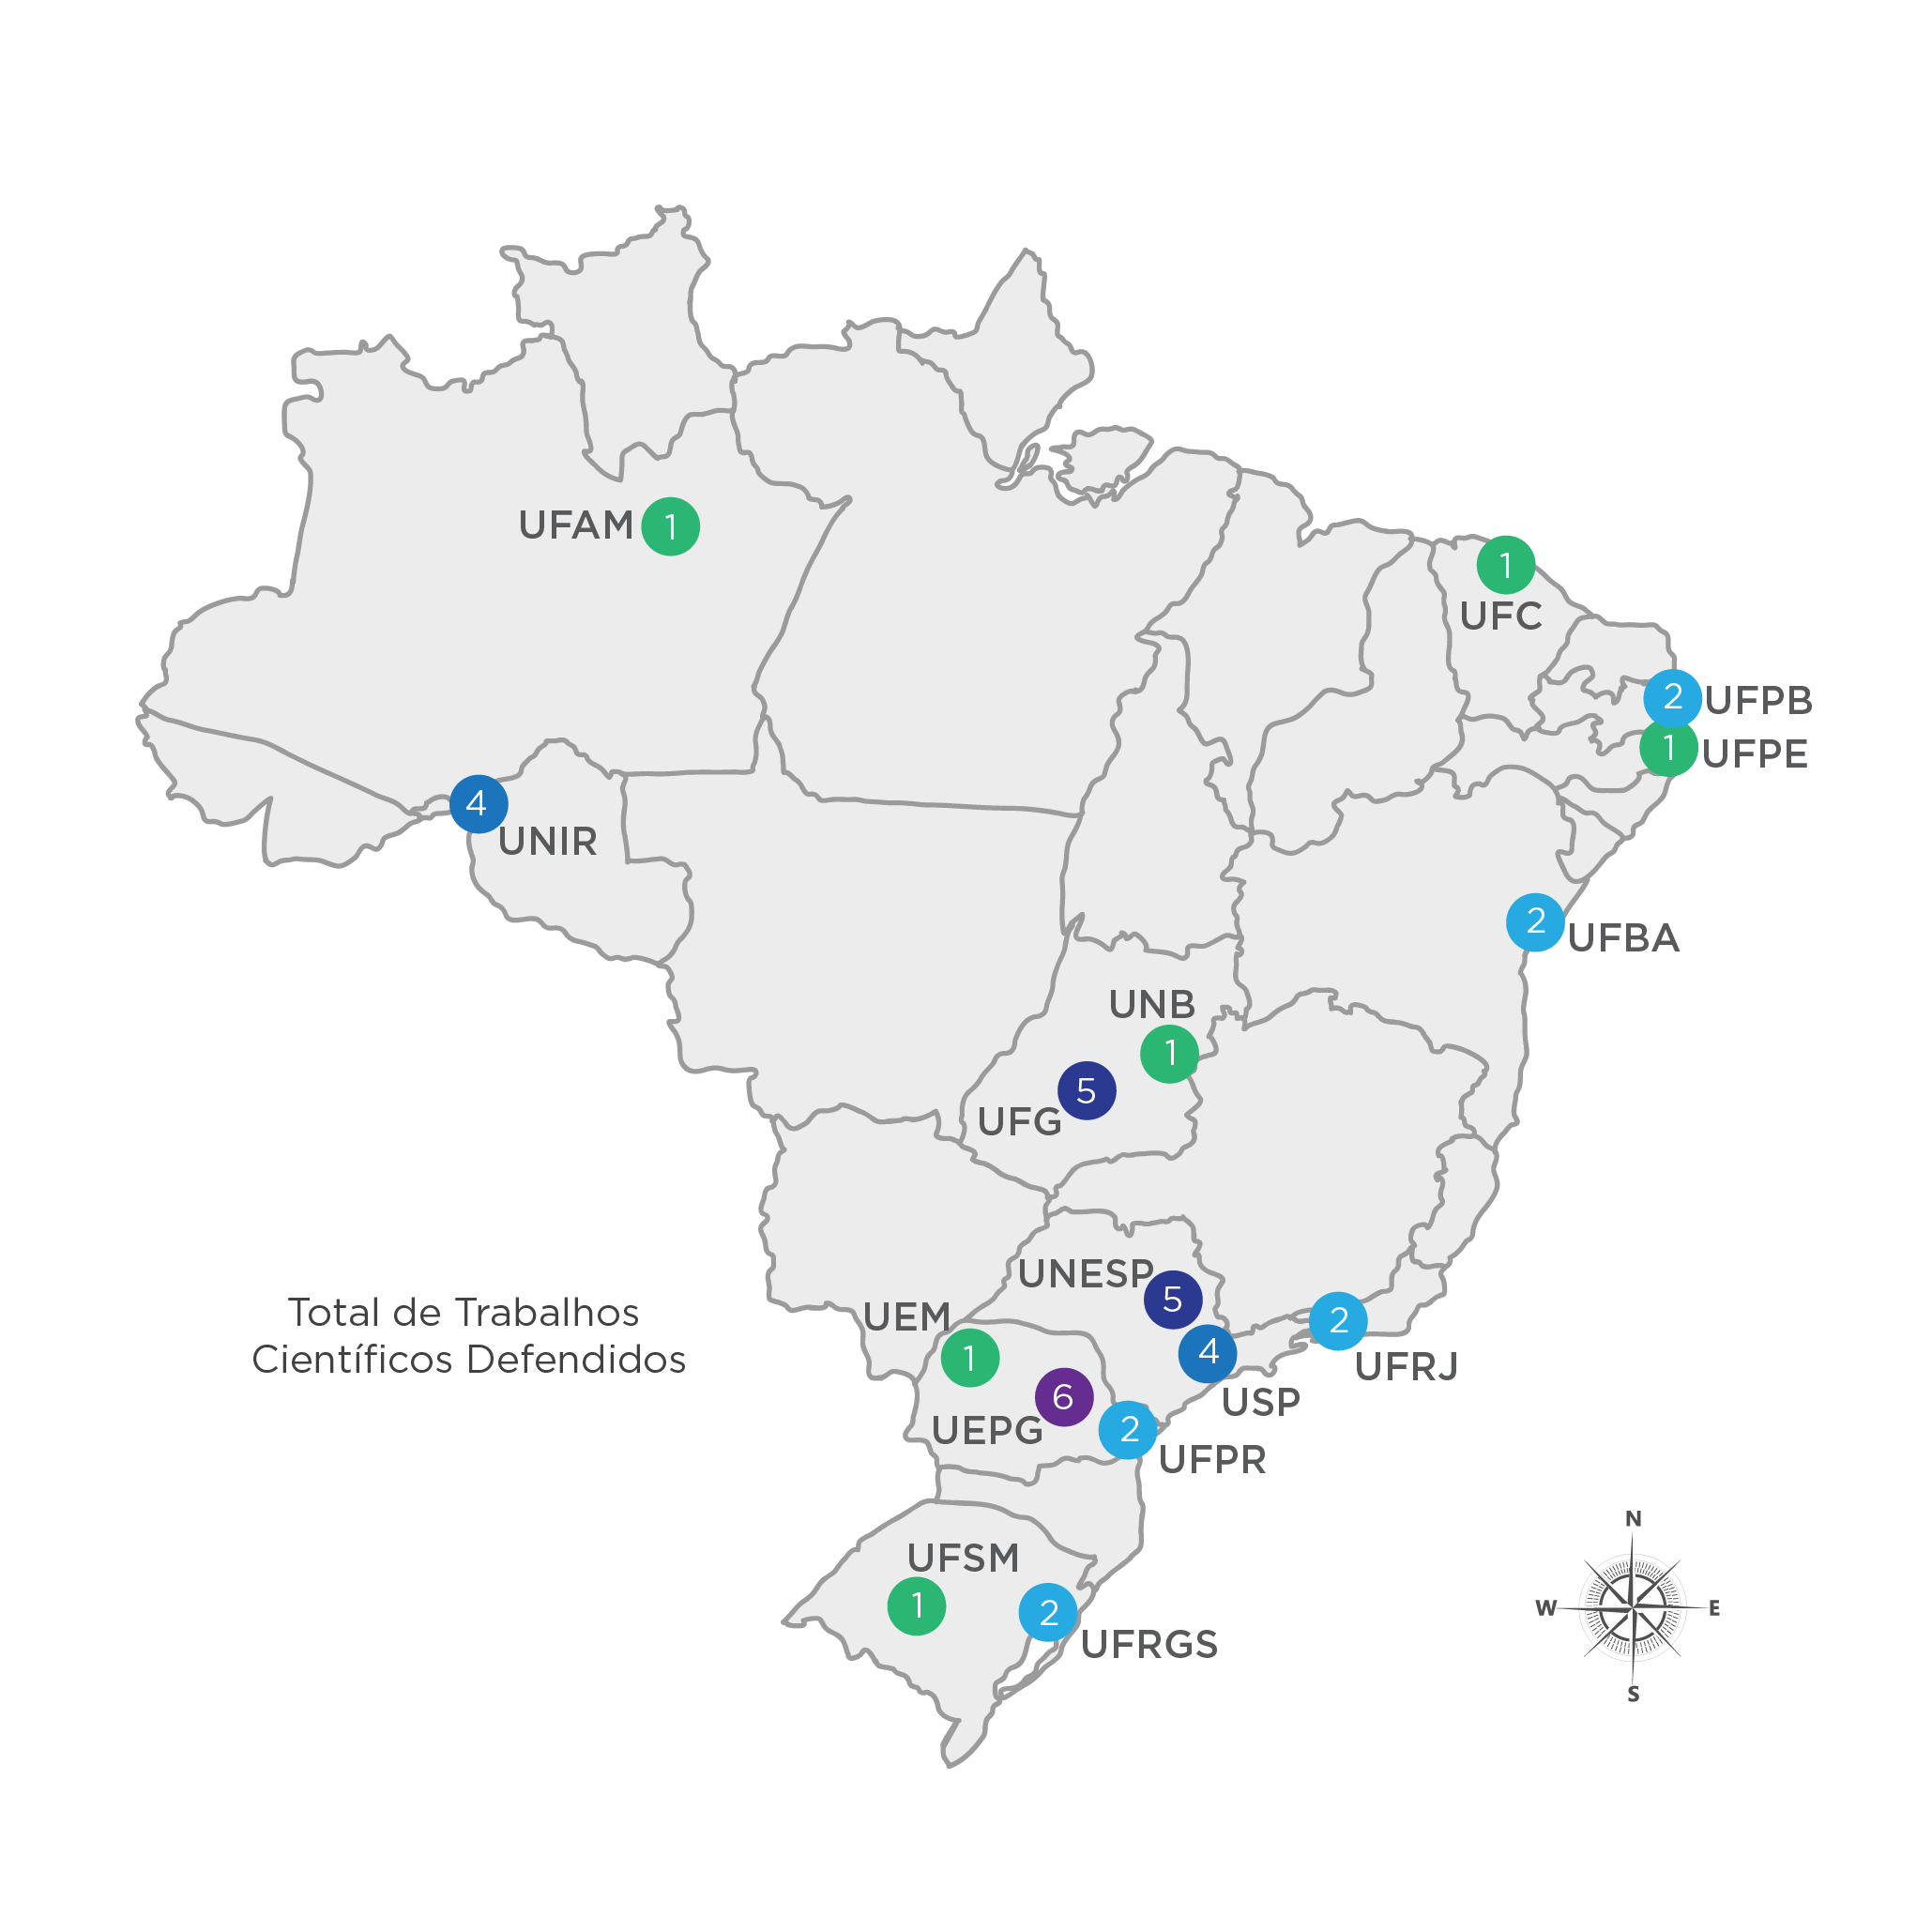 UFAM 1
1
UFC
2 UFPB
1 UFPE
4
UNIR
2 UFBA
UNB
1
5
UFG
UNESP
5
UEM
1
Total de Trabalhos
Científicos Defendidos
2
UFRJ
4
USP
6
UEPG
2
UFPR
UFSM
1
2
UFRGS
N
W E
S